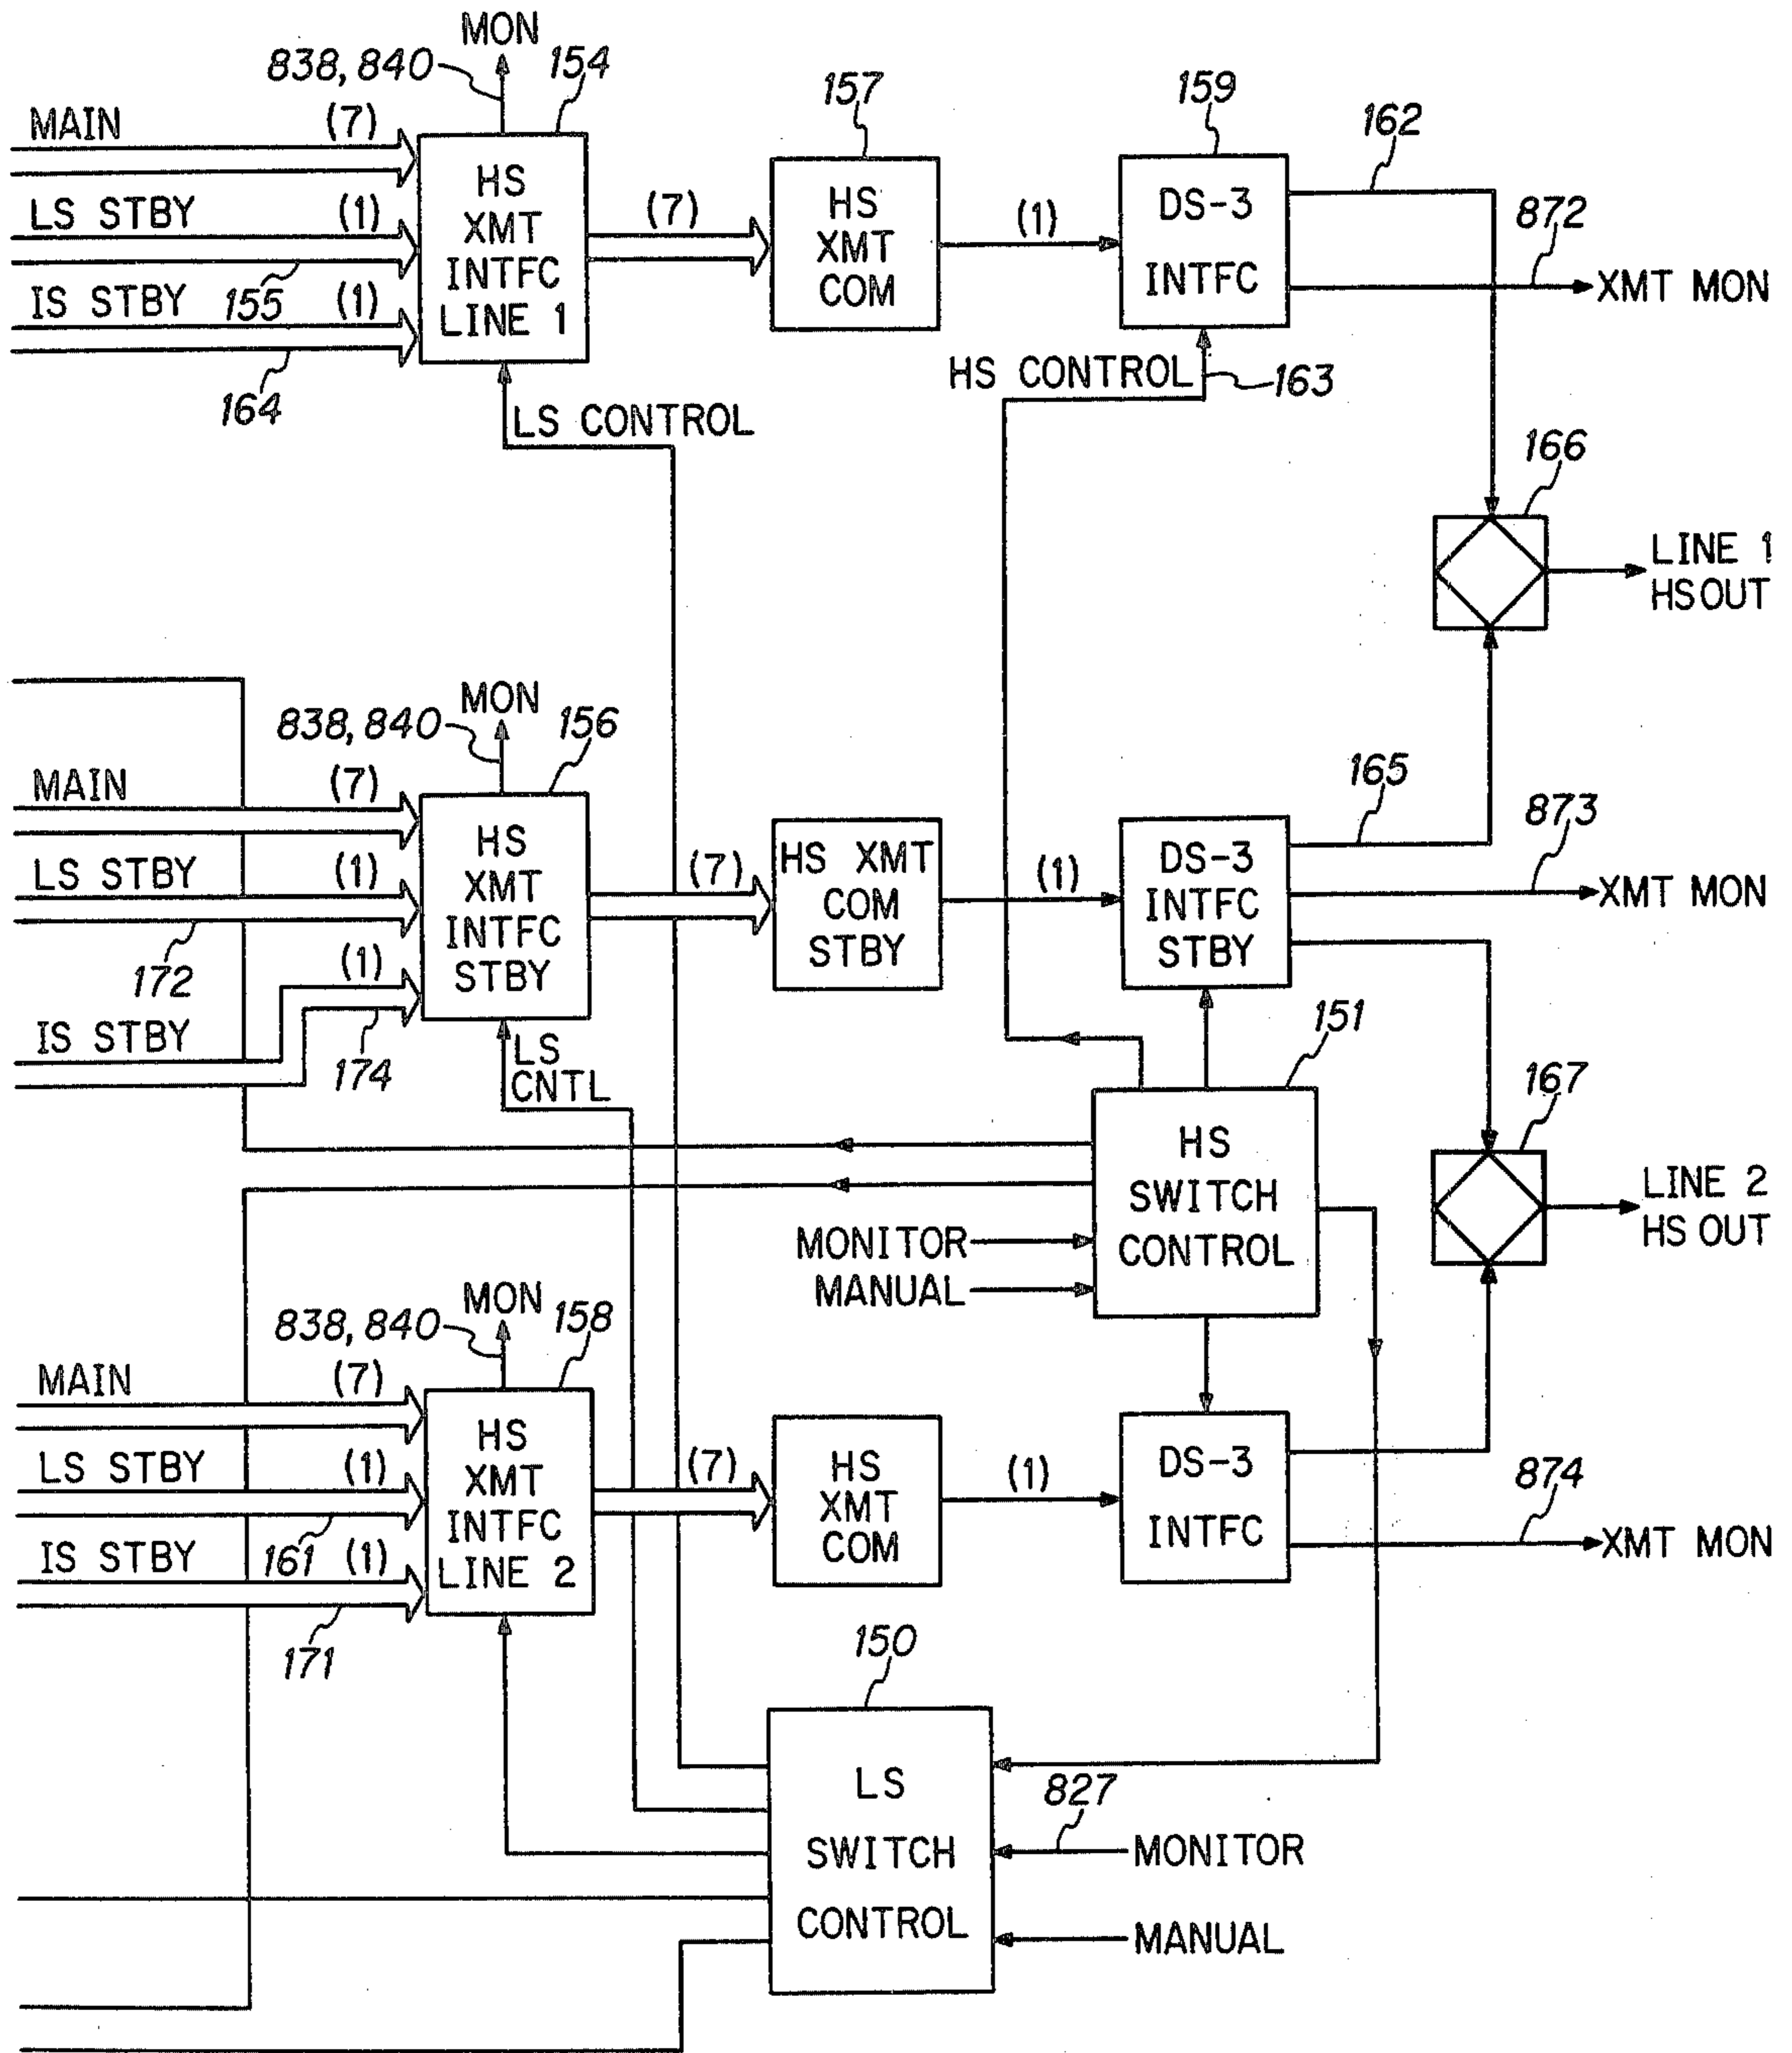 MON
838, 840
154
157
159
162
MAIN
(7)
HS
XMT
INTFC
LINE 1
LS STBY
(1)
155
IS STBY
(1)
164
(7)
HS
XMT
COM
(1)
DS-3
INTFC
872
XMT MON
LS CONTROL
HS CONTROL
163
166
LINE 1
HS OUT
MON
838, 840
156
MAIN
(7)
LS STBY
(1)
172
(1)
IS STBY
174
HS
XMT
INTFC
STBY
(7)
HS XMT
COM
STBY
(1)
DS-3
INTFC
STBY
165
873
XMT MON
LS
CNTL
151
HS
SWITCH
CONTROL
MONITOR
MANUAL
167
LINE 2
HS OUT
MON
838, 840
158
MAIN
(7)
LS STBY
(1)
161
IS STBY
(1)
171
HS
XMT
INTFC
LINE 2
(7)
HS
XMT
COM
(1)
DS-3
INTFC
874
XMT MON
150
LS
SWITCH
CONTROL
827
MONITOR
MANUAL